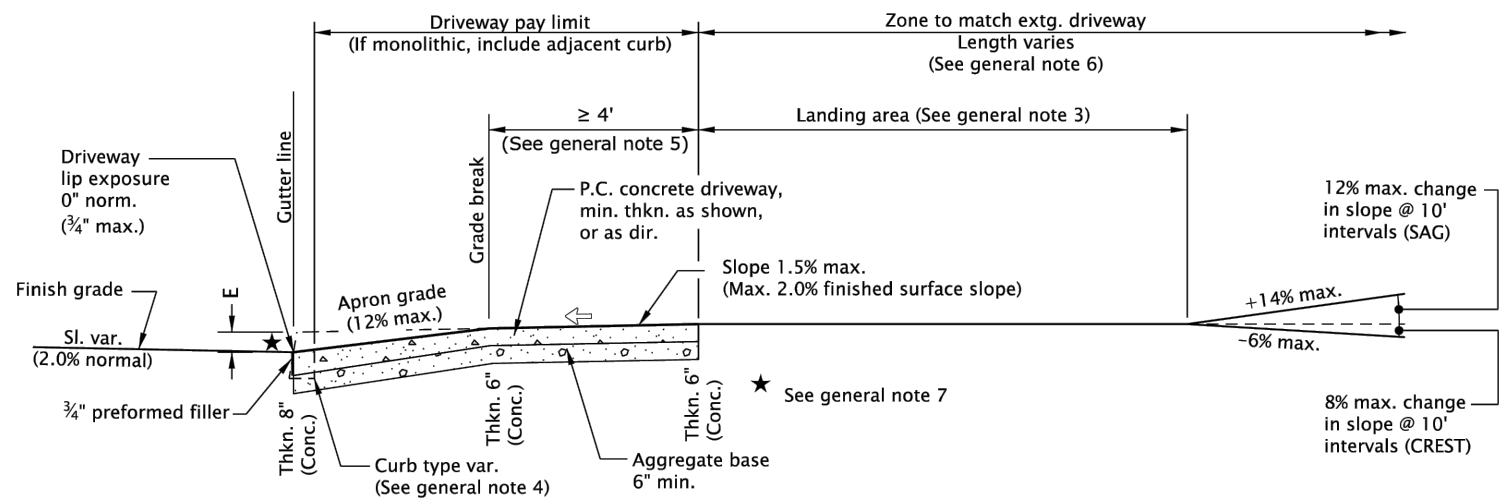 Driveway pay limit
(If monolithic, include adjacent curb)
Zone to match extg. driveway
Length varies
(See general note 6)
≥ 4'
(See general note 5)
Landing area (See general note 3)
Driveway
lip exposure
0" norm.
(¾" max.)
Gutter line
Grade break
P.C. concrete driveway,
min. thkn. as shown,
or as dir.
12% max. change
in slope @ 10'
intervals (SAG)
Slope 1.5% max.
(Max. 2.0% finished surface slope)
Finish grade
E
Apron grade
(12% max.)
+14% max.
Sl. var.
(2.0% normal)
-6% max.
¾" preformed filler
Thkn. 8"
(Conc.)
Thkn. 6"
(Conc.)
Thkn. 6"
(Conc.)
★ See general note 7
8% max. change
in slope @ 10'
intervals (CREST)
Curb type var.
(See general note 4)
Aggregate base
6" min.